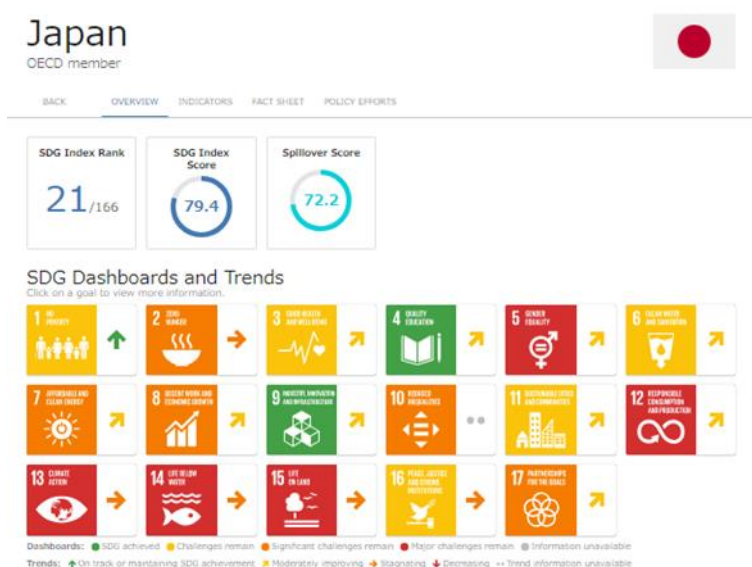 Japan
OECD member
BACK OVERVIEW INDICATORS FACT SHEET POLICY EFFORTS
SDG Index Rank
21/166
SDG Index
Score
79.4
Spillover Score
72.2
SDG Dashboards and Trends
Click on a goal to view more information.
1 NO
POVERTY
2 ZERO
HUNGER
3 GOOD HEALTH
AND WELL-BEING
4 QUALITY
EDUCATION
5 GENDER
EQUALITY
6 CLEAN WATER
AND SANITATION
7 AFFORDABLE AND
CLEAN ENERGY
8 DECENT WORK AND
ECONOMIC GROWTH
9 INDUSTRY, INNOVATION
AND INFRASTRUCTURE
10 REDUCED
INEQUALITIES
11 SUSTAINABLE CITIES
AND COMMUNITIES
12 RESPONSIBLE
CONSUMPTION
AND PRODUCTION
13 CLIMATE
ACTION
14 LIFE BELOW
WATER
15 LIFE
ON LAND
16 PEACE, JUSTICE
AND STRONG
INSTITUTIONS
17 PARTNERSHIPS
FOR THE GOALS
Dashboards: SDG achieved Challenges remain Significant challenges remain Major challenges remain Information unavailable
Trends: On track or maintaining SDG achievement Moderately improving Stagnating Decreasing Trend information unavailable